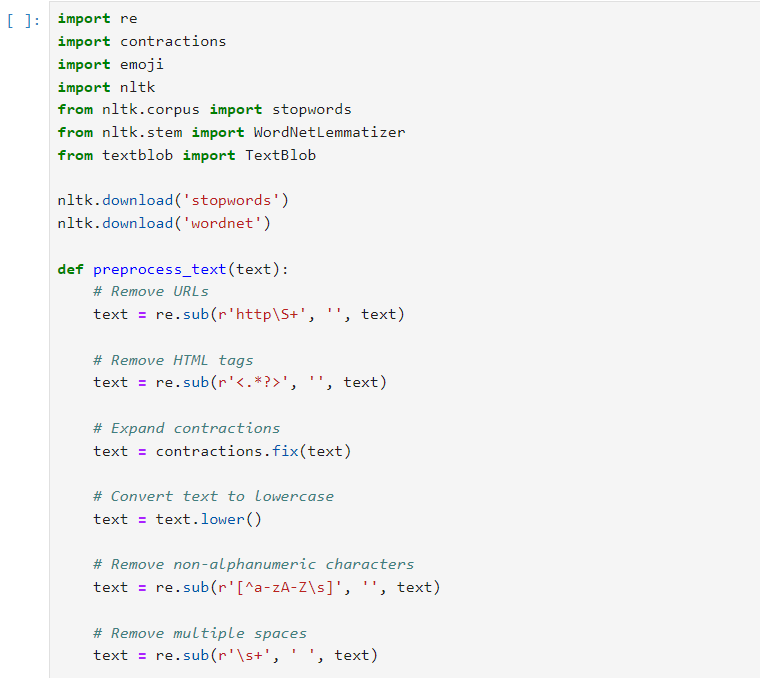 [ ]:
import re
import contractions
import emoji
import nltk
from nltk.corpus import stopwords
from nltk.stem import WordNetLemmatizer
from textblob import TextBlob

nltk.download('stopwords')
nltk.download('wordnet')

def preprocess_text(text):
    # Remove URLs
    text = re.sub(r'http\S+', '', text)

    # Remove HTML tags
    text = re.sub(r'<.*?>', '', text)

    # Expand contractions
    text = contractions.fix(text)

    # Convert text to lowercase
    text = text.lower()

    # Remove non-alphanumeric characters
    text = re.sub(r'[^a-zA-Z\s]', '', text)

    # Remove multiple spaces
    text = re.sub(r'\s+', ' ', text)